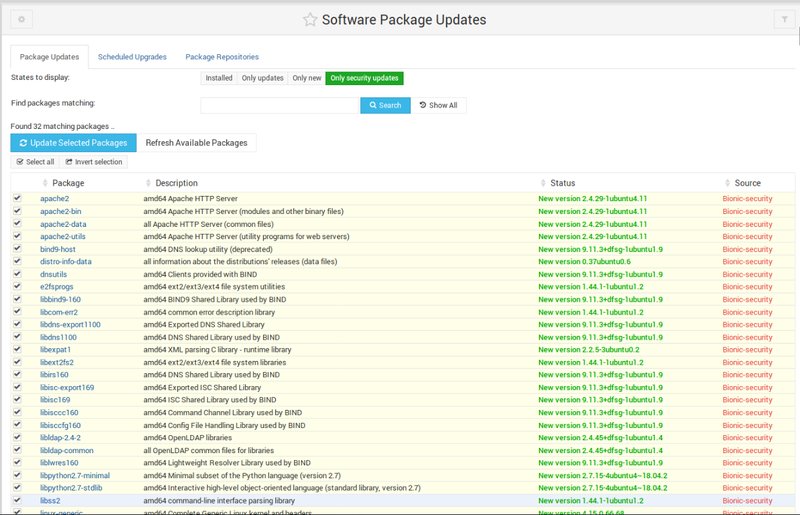 Software Package Updates
Package Updates Scheduled Upgrades Package Repositories
States to display: Installed Only updates Only new Only security updates
Find packages matching: Search Show All
Found 32 matching packages ..
Update Selected Packages Refresh Available Packages
Select all Invert selection
Package Description Status Source
apache2 amd64 Apache HTTP Server New version 2.4.29-1ubuntu4.11 Bionic-security
apache2-bin amd64 Apache HTTP Server (modules and other binary files) New version 2.4.29-1ubuntu4.11 Bionic-security
apache2-data all Apache HTTP Server (common files) New version 2.4.29-1ubuntu4.11 Bionic-security
apache2-utils amd64 Apache HTTP Server (utility programs for web servers) New version 2.4.29-1ubuntu4.11 Bionic-security
bind9-host amd64 DNS lookup utility (deprecated) New version 9.11.3+dfsg-1ubuntu1.9 Bionic-security
distro-info-data all information about the distributions' releases (data files) New version 0.37ubuntu0.6 Bionic-security
dnsutils amd64 Clients provided with BIND New version 9.11.3+dfsg-1ubuntu1.9 Bionic-security
e2fsprogs amd64 ext2/ext3/ext4 file system utilities New version 1.44.1-1ubuntu1.2 Bionic-security
libbind9-160 amd64 BIND9 Shared Library used by BIND New version 9.11.3+dfsg-1ubuntu1.9 Bionic-security
libcom-err2 amd64 common error description library New version 1.44.1-1ubuntu1.2 Bionic-security
libdns-export1100 amd64 Exported DNS Shared Library New version 9.11.3+dfsg-1ubuntu1.9 Bionic-security
libdns1100 amd64 DNS Shared Library used by BIND New version 9.11.3+dfsg-1ubuntu1.9 Bionic-security
libexpat1 amd64 XML parsing C library - runtime library New version 2.2.5-3ubuntu0.2 Bionic-security
libext2fs2 amd64 ext2/ext3/ext4 file system libraries New version 1.44.1-1ubuntu1.2 Bionic-security
libirs160 amd64 DNS Shared Library used by BIND New version 9.11.3+dfsg-1ubuntu1.9 Bionic-security
libisc-export169 amd64 Exported ISC Shared Library New version 9.11.3+dfsg-1ubuntu1.9 Bionic-security
libisc169 amd64 ISC Shared Library used by BIND New version 9.11.3+dfsg-1ubuntu1.9 Bionic-security
libisccc160 amd64 Command Channel Library used by BIND New version 9.11.3+dfsg-1ubuntu1.9 Bionic-security
libisccfg160 amd64 Config File Handling Library used by BIND New version 9.11.3+dfsg-1ubuntu1.9 Bionic-security
libldap-2.4-2 amd64 OpenLDAP libraries New version 2.4.45+dfsg-1ubuntu1.4 Bionic-security
libldap-common all OpenLDAP common files for libraries New version 2.4.45+dfsg-1ubuntu1.4 Bionic-security
liblwres160 amd64 Lightweight Resolver Library used by BIND New version 9.11.3+dfsg-1ubuntu1.9 Bionic-security
libpython2.7-minimal amd64 Minimal subset of the Python language (version 2.7) New version 2.7.15-4ubuntu4~18.04.2 Bionic-security
libpython2.7-stdlib amd64 Interactive high-level object-oriented language (standard library, version 2.7) New version 2.7.15-4ubuntu4~18.04.2 Bionic-security
libss2 amd64 command-line interface parsing library New version 1.44.1-1ubuntu1.2 Bionic-security
linux-generic amd64 Complete Generic Linux kernel and headers New version 4.15.0.66.68 Bionic-security